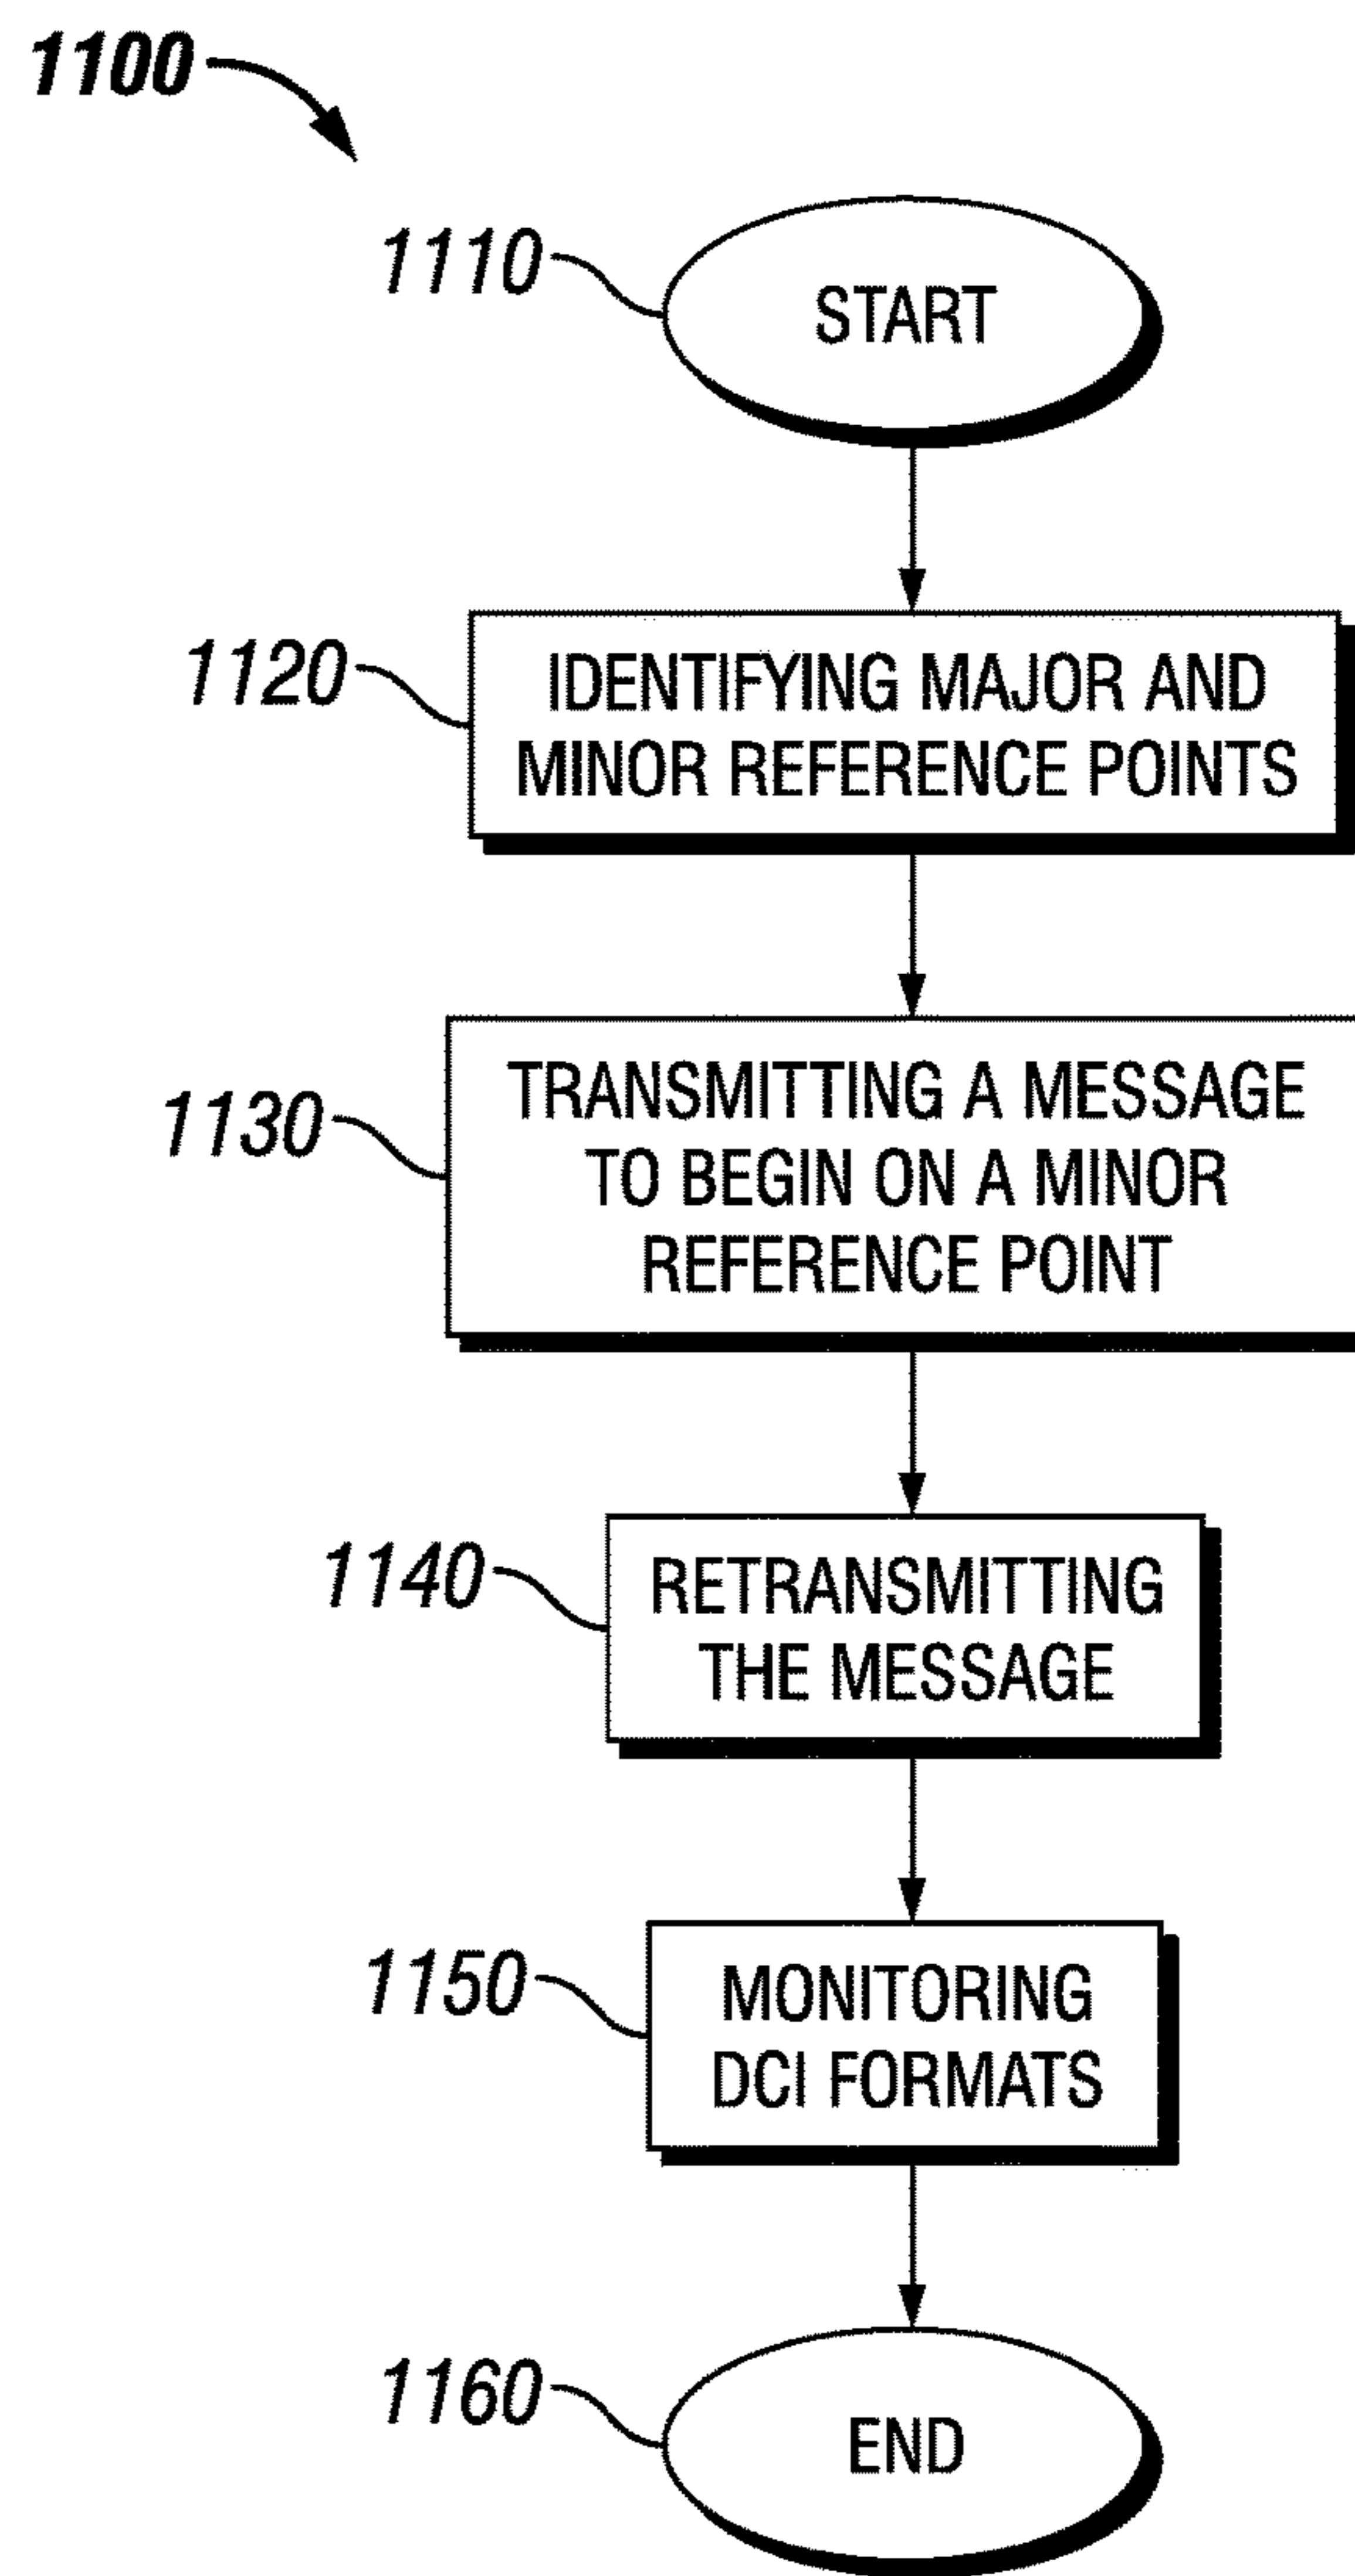 1100
1110
START
1120
IDENTIFYING MAJOR AND
MINOR REFERENCE POINTS
1130
TRANSMITTING A MESSAGE
TO BEGIN ON A MINOR
REFERENCE POINT
1140
RETRANSMITTING
THE MESSAGE
1150
MONITORING
DCI FORMATS
1160
END